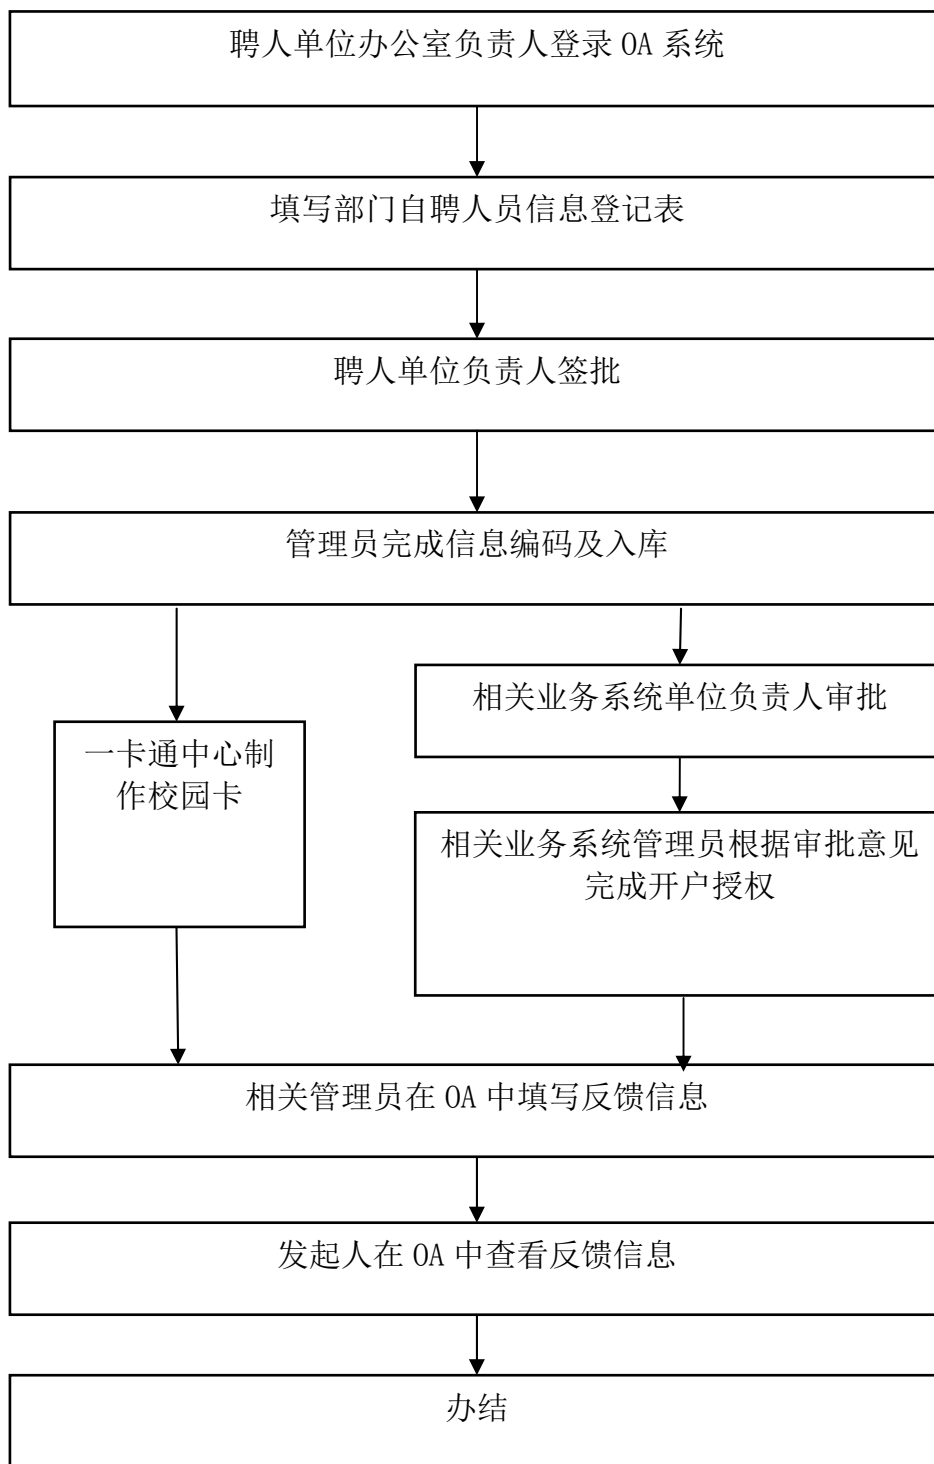 聘人单位办公室负责人登录 OA 系统
填写部门自聘人员信息登记表
聘人单位负责人签批
管理员完成信息编码及入库
相关业务系统单位负责人审批
一卡通中心制
作校园卡
相关业务系统管理员根据审批意见
完成开户授权
相关管理员在 OA 中填写反馈信息
发起人在 OA 中查看反馈信息
办结